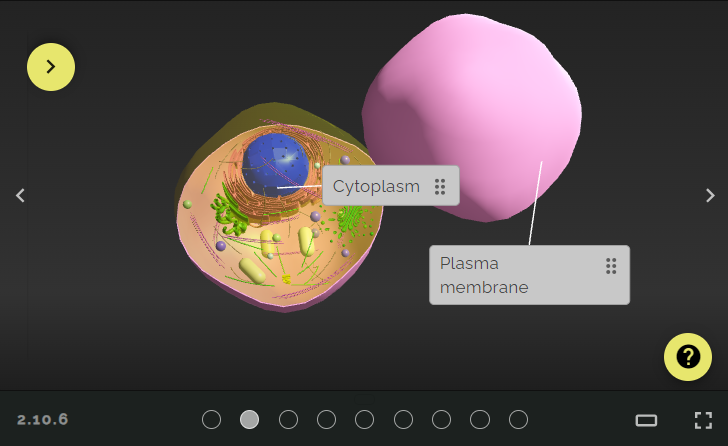 Cytoplasm
Plasma
membrane
?
2.10.6